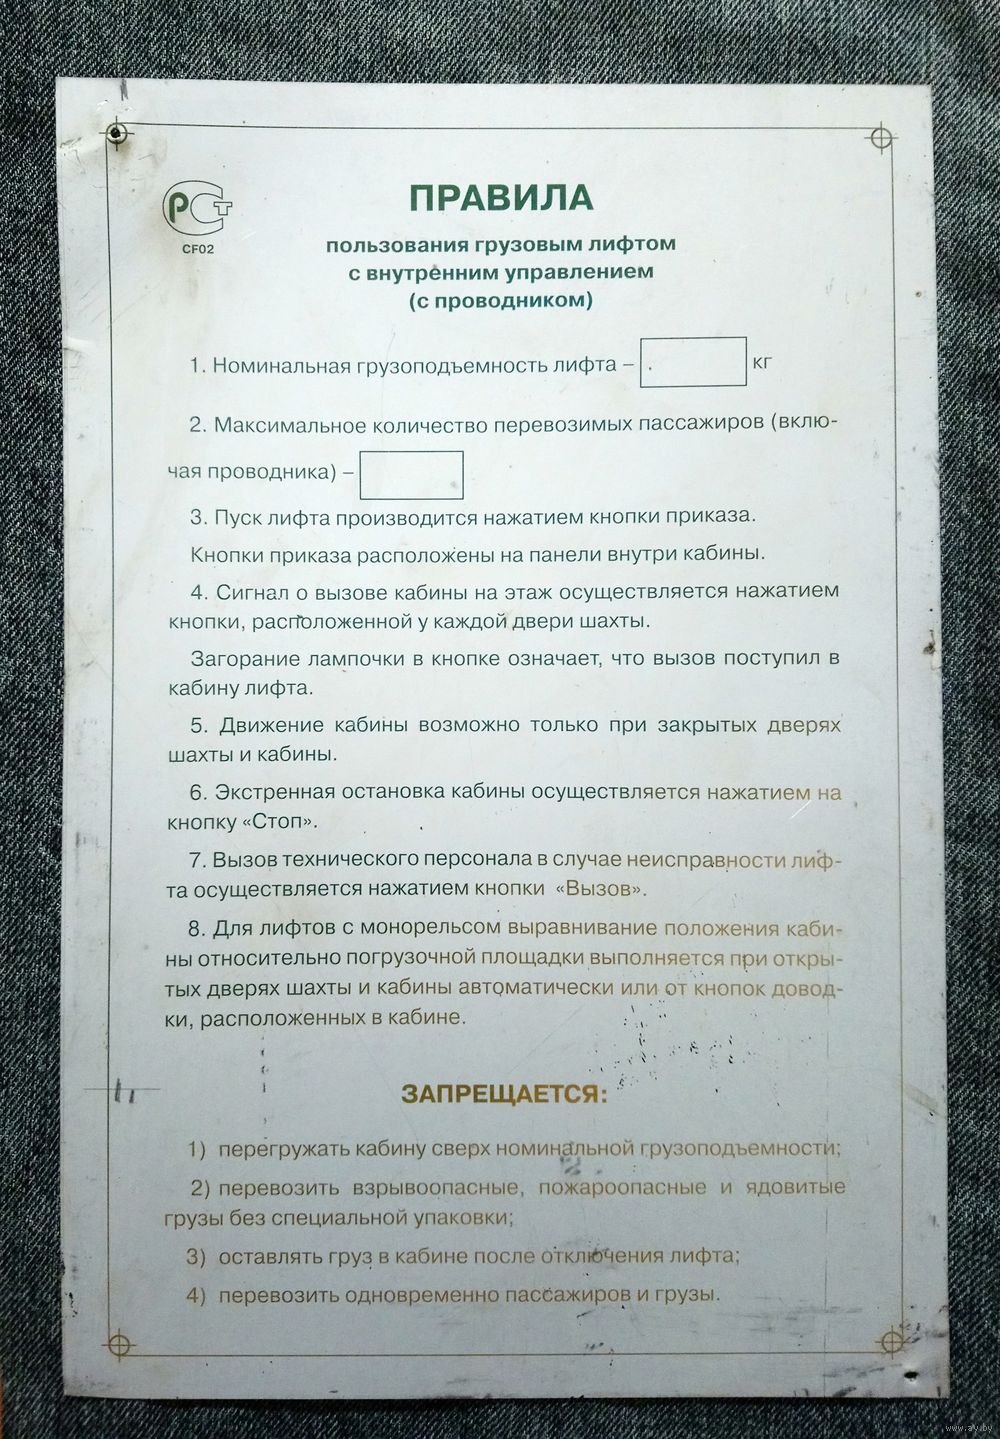 РСТ
CF02
ПРАВИЛА
пользования грузовым лифтом
с внутренним управлением
(с проводником)
1. Номинальная грузоподъемность лифта – кг
2. Максимальное количество перевозимых пассажиров (вклю-
чая проводника) –
3. Пуск лифта производится нажатием кнопки приказа.
Кнопки приказа расположены на панели внутри кабины.
4. Сигнал о вызове кабины на этаж осуществляется нажатием
кнопки, расположенной у каждой двери шахты.
Загорание лампочки в кнопке означает, что вызов поступил в
кабину лифта.
5. Движение кабины возможно только при закрытых дверях
шахты и кабины.
6. Экстренная остановка кабины осуществляется нажатием на
кнопку «Стоп».
7. Вызов технического персонала в случае неисправности лиф-
та осуществляется нажатием кнопки «Вызов».
8. Для лифтов с монорельсом выравнивание положения каби-
ны относительно погрузочной площадки выполняется при откры-
тых дверях шахты и кабины автоматически или от кнопок довод-
ки, расположенных в кабине.
ЗАПРЕЩАЕТСЯ:
1) перегружать кабину сверх номинальной грузоподъемности;
2) перевозить взрывоопасные, пожароопасные и ядовитые
грузы без специальной упаковки;
3) оставлять груз в кабине после отключения лифта;
4) перевозить одновременно пассажиров и грузы.
www.ay.by